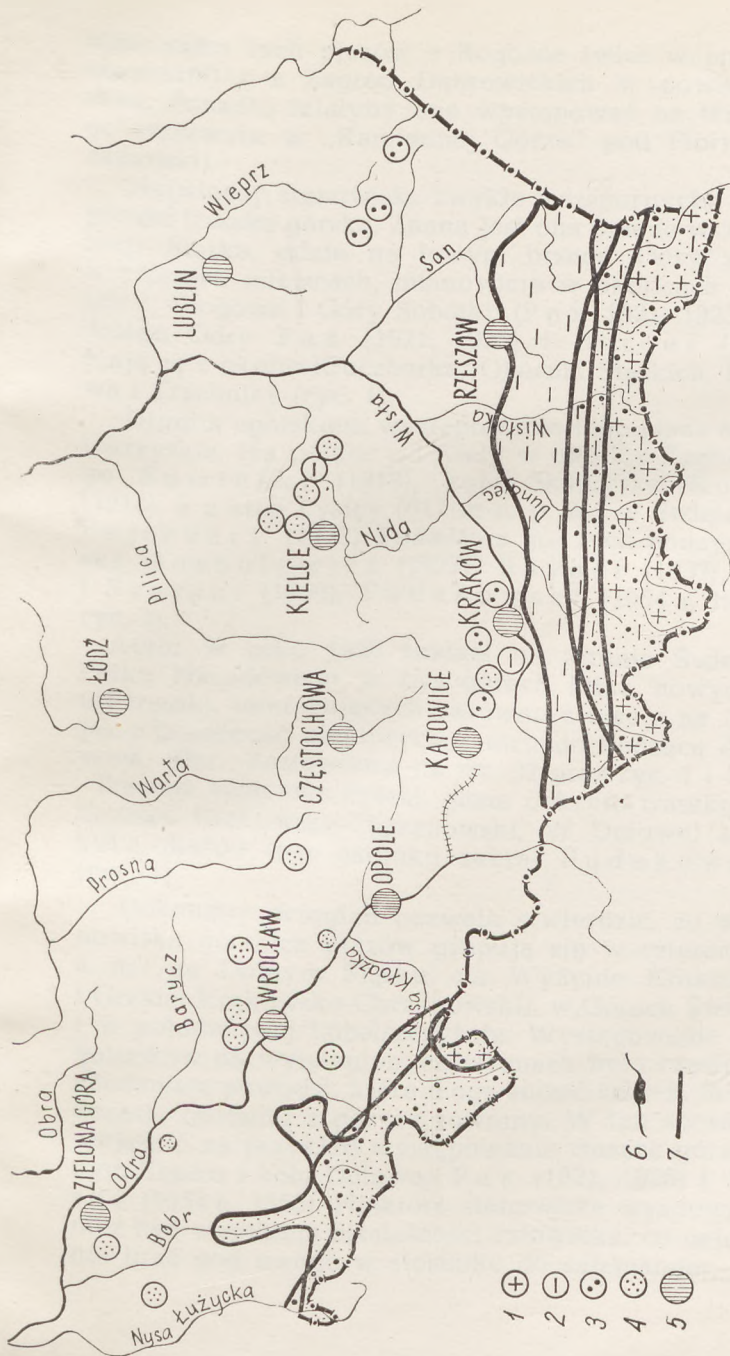 Obra
ZIELONA GÓRA
ŁÓDŹ
Prosna
Odra
Warta
Pilica
Bóbr
Barycz
LUBLIN
Nysa Łużycka
Wieprz
WROCŁAW
KIELCE
CZĘSTOCHOWA
Nida
Wisła
OPOLE
Nysa Kłodzka
KATOWICE
KRAKÓW
San
RZESZÓW
Dunajec
Wisłoka
1
2
3
4
5
6
7